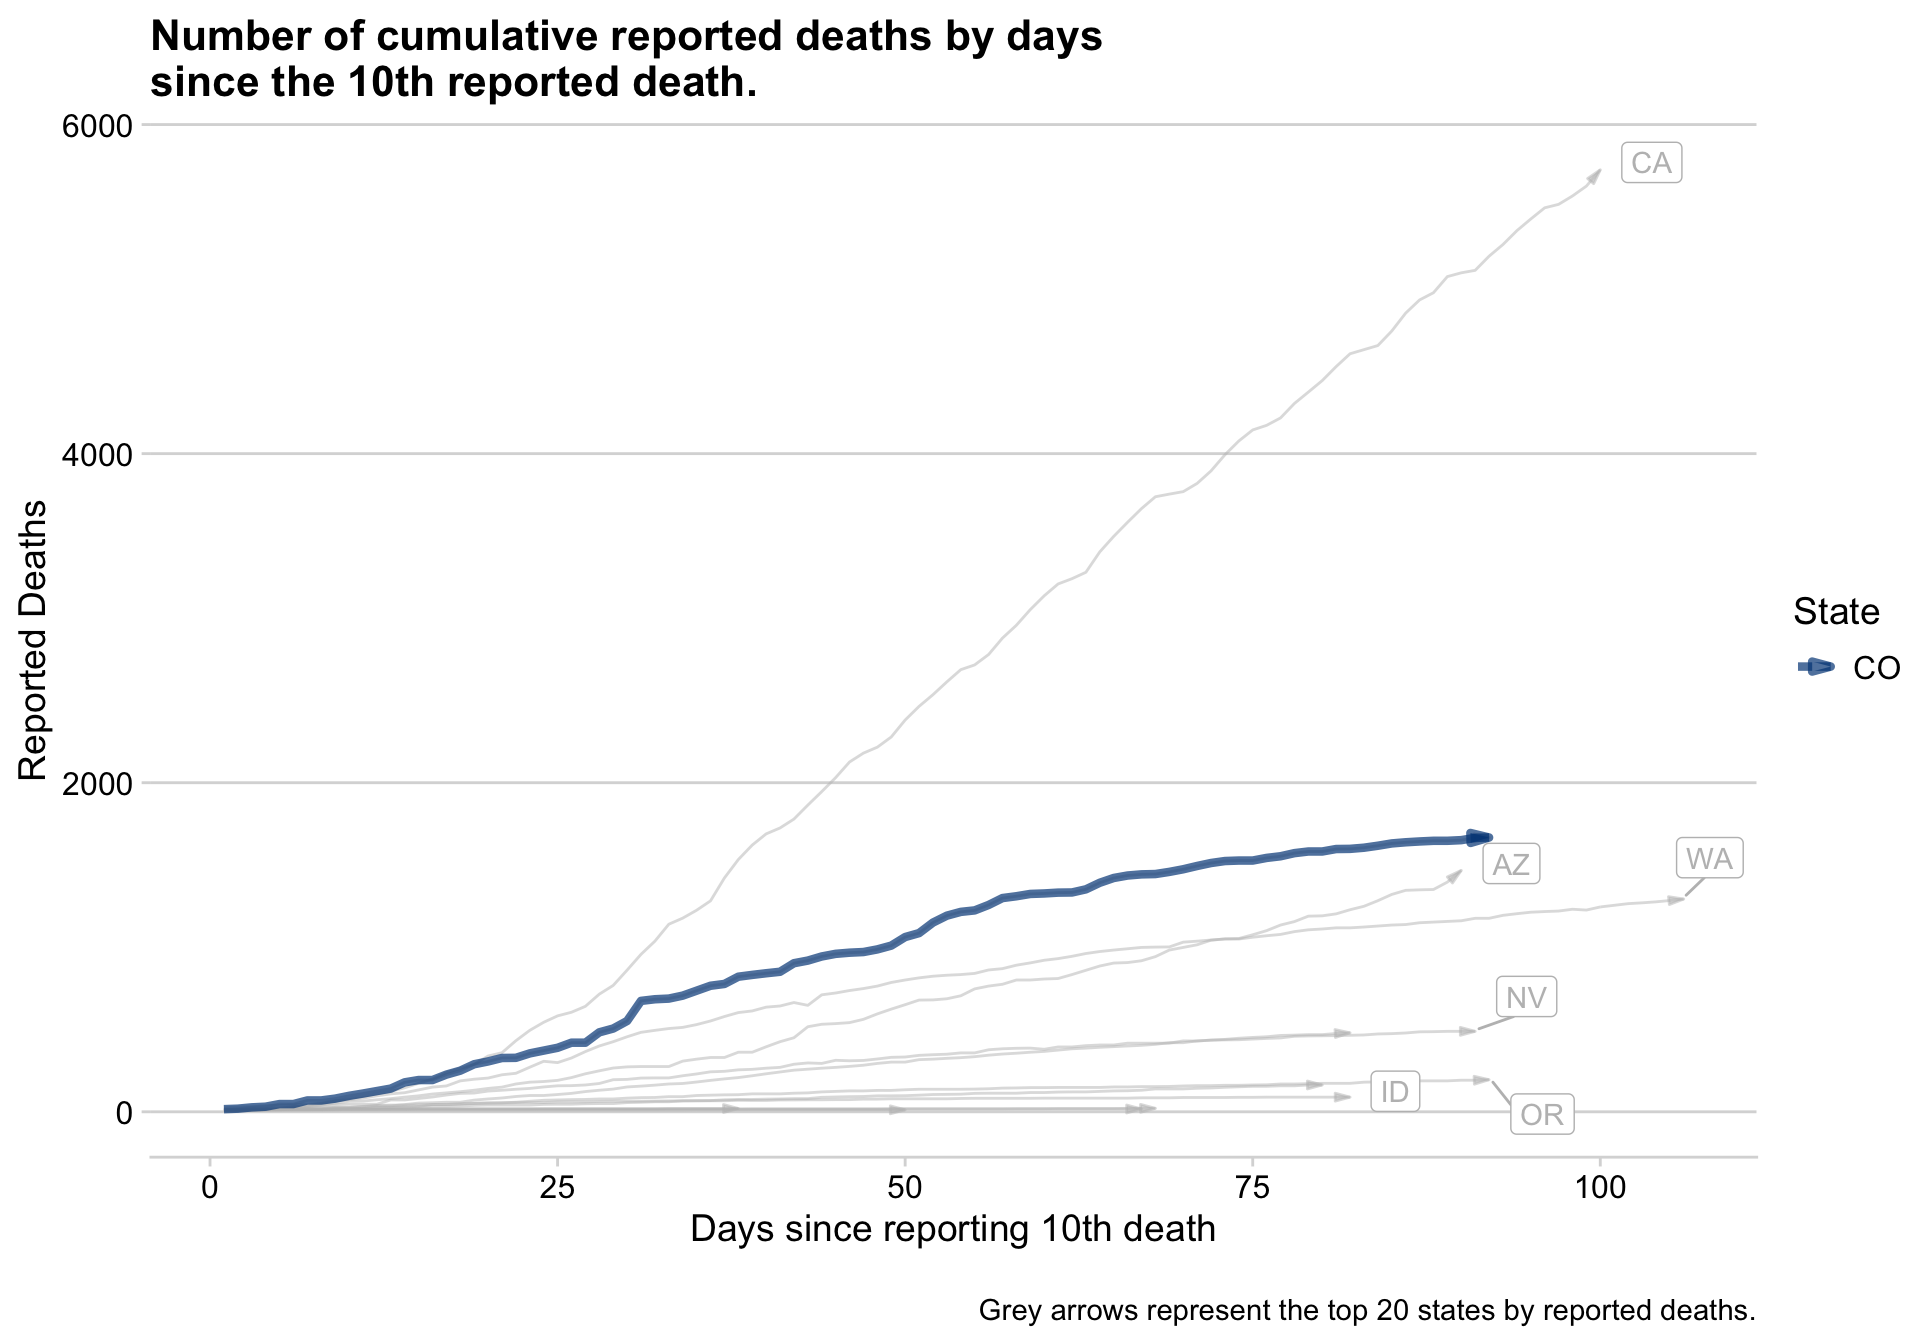 Number of cumulative reported deaths by days
since the 10th reported death.
6000
4000
2000
0
Reported Deaths
CA
AZ
WA
NV
ID
OR
State
CO
0 25 50 75 100
Days since reporting 10th death
Grey arrows represent the top 20 states by reported deaths.